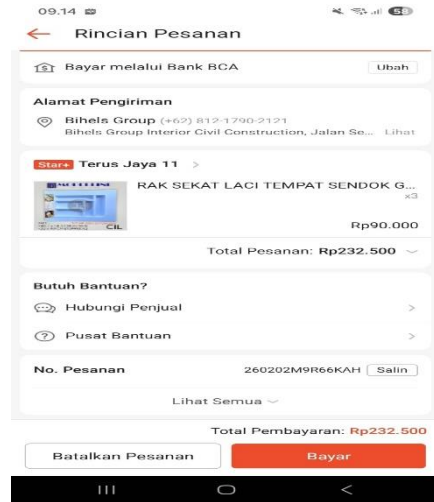 09.14
58
Rincian Pesanan
Bayar melalui Bank BCA
Ubah
Alamat Pengiriman
Bihels Group (+62) 812-1790-2121
Bihels Group Interior Civil Construction, Jalan Se... Lihat
Star+ Terus Jaya 11 >
RAK SEKAT LACI TEMPAT SENDOK G...
x3
CIL
Rp90.000
Total Pesanan: Rp232.500
Butuh Bantuan?
Hubungi Penjual
Pusat Bantuan
No. Pesanan
260202M9R66KAH Salin
Lihat Semua
Total Pembayaran: Rp232.500
Batalkan Pesanan
Bayar